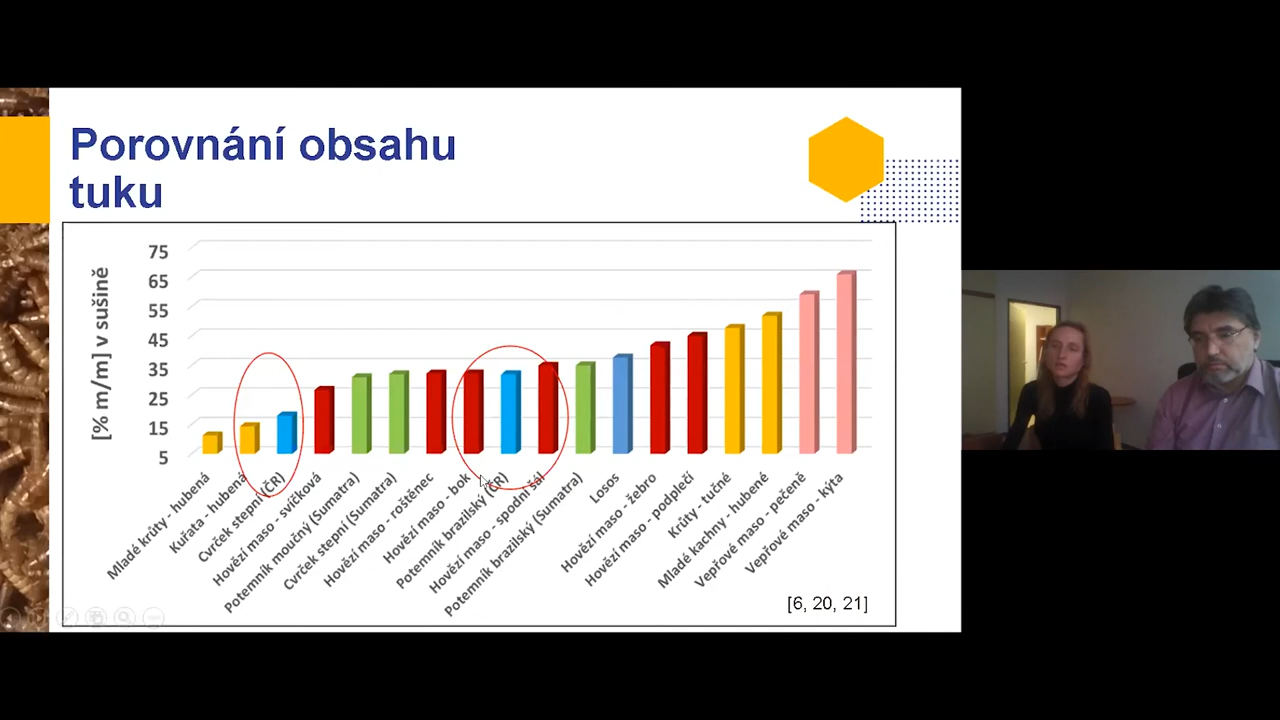 Porovnání obsahu
tuku
[% m/m] v sušině
75
65
55
45
35
25
15
5
Mladé krůty - hubená
Kuřata - hubená
Cvrček stepní (ČR)
Hovězí maso - svíčková
Potemník moučný (Sumatra)
Cvrček stepní (Sumatra)
Hovězí maso - roštěnec
Hovězí maso - bok
Potemník brazilský (ČR)
Hovězí maso - spodní šál
Potemník brazilský (Sumatra)
Losos
Hovězí maso - žebro
Hovězí maso - podplečí
Krůty - tučné
Mladé kachny - hubené
Vepřové maso - pečeně
Vepřové maso - kýta
[6, 20, 21]